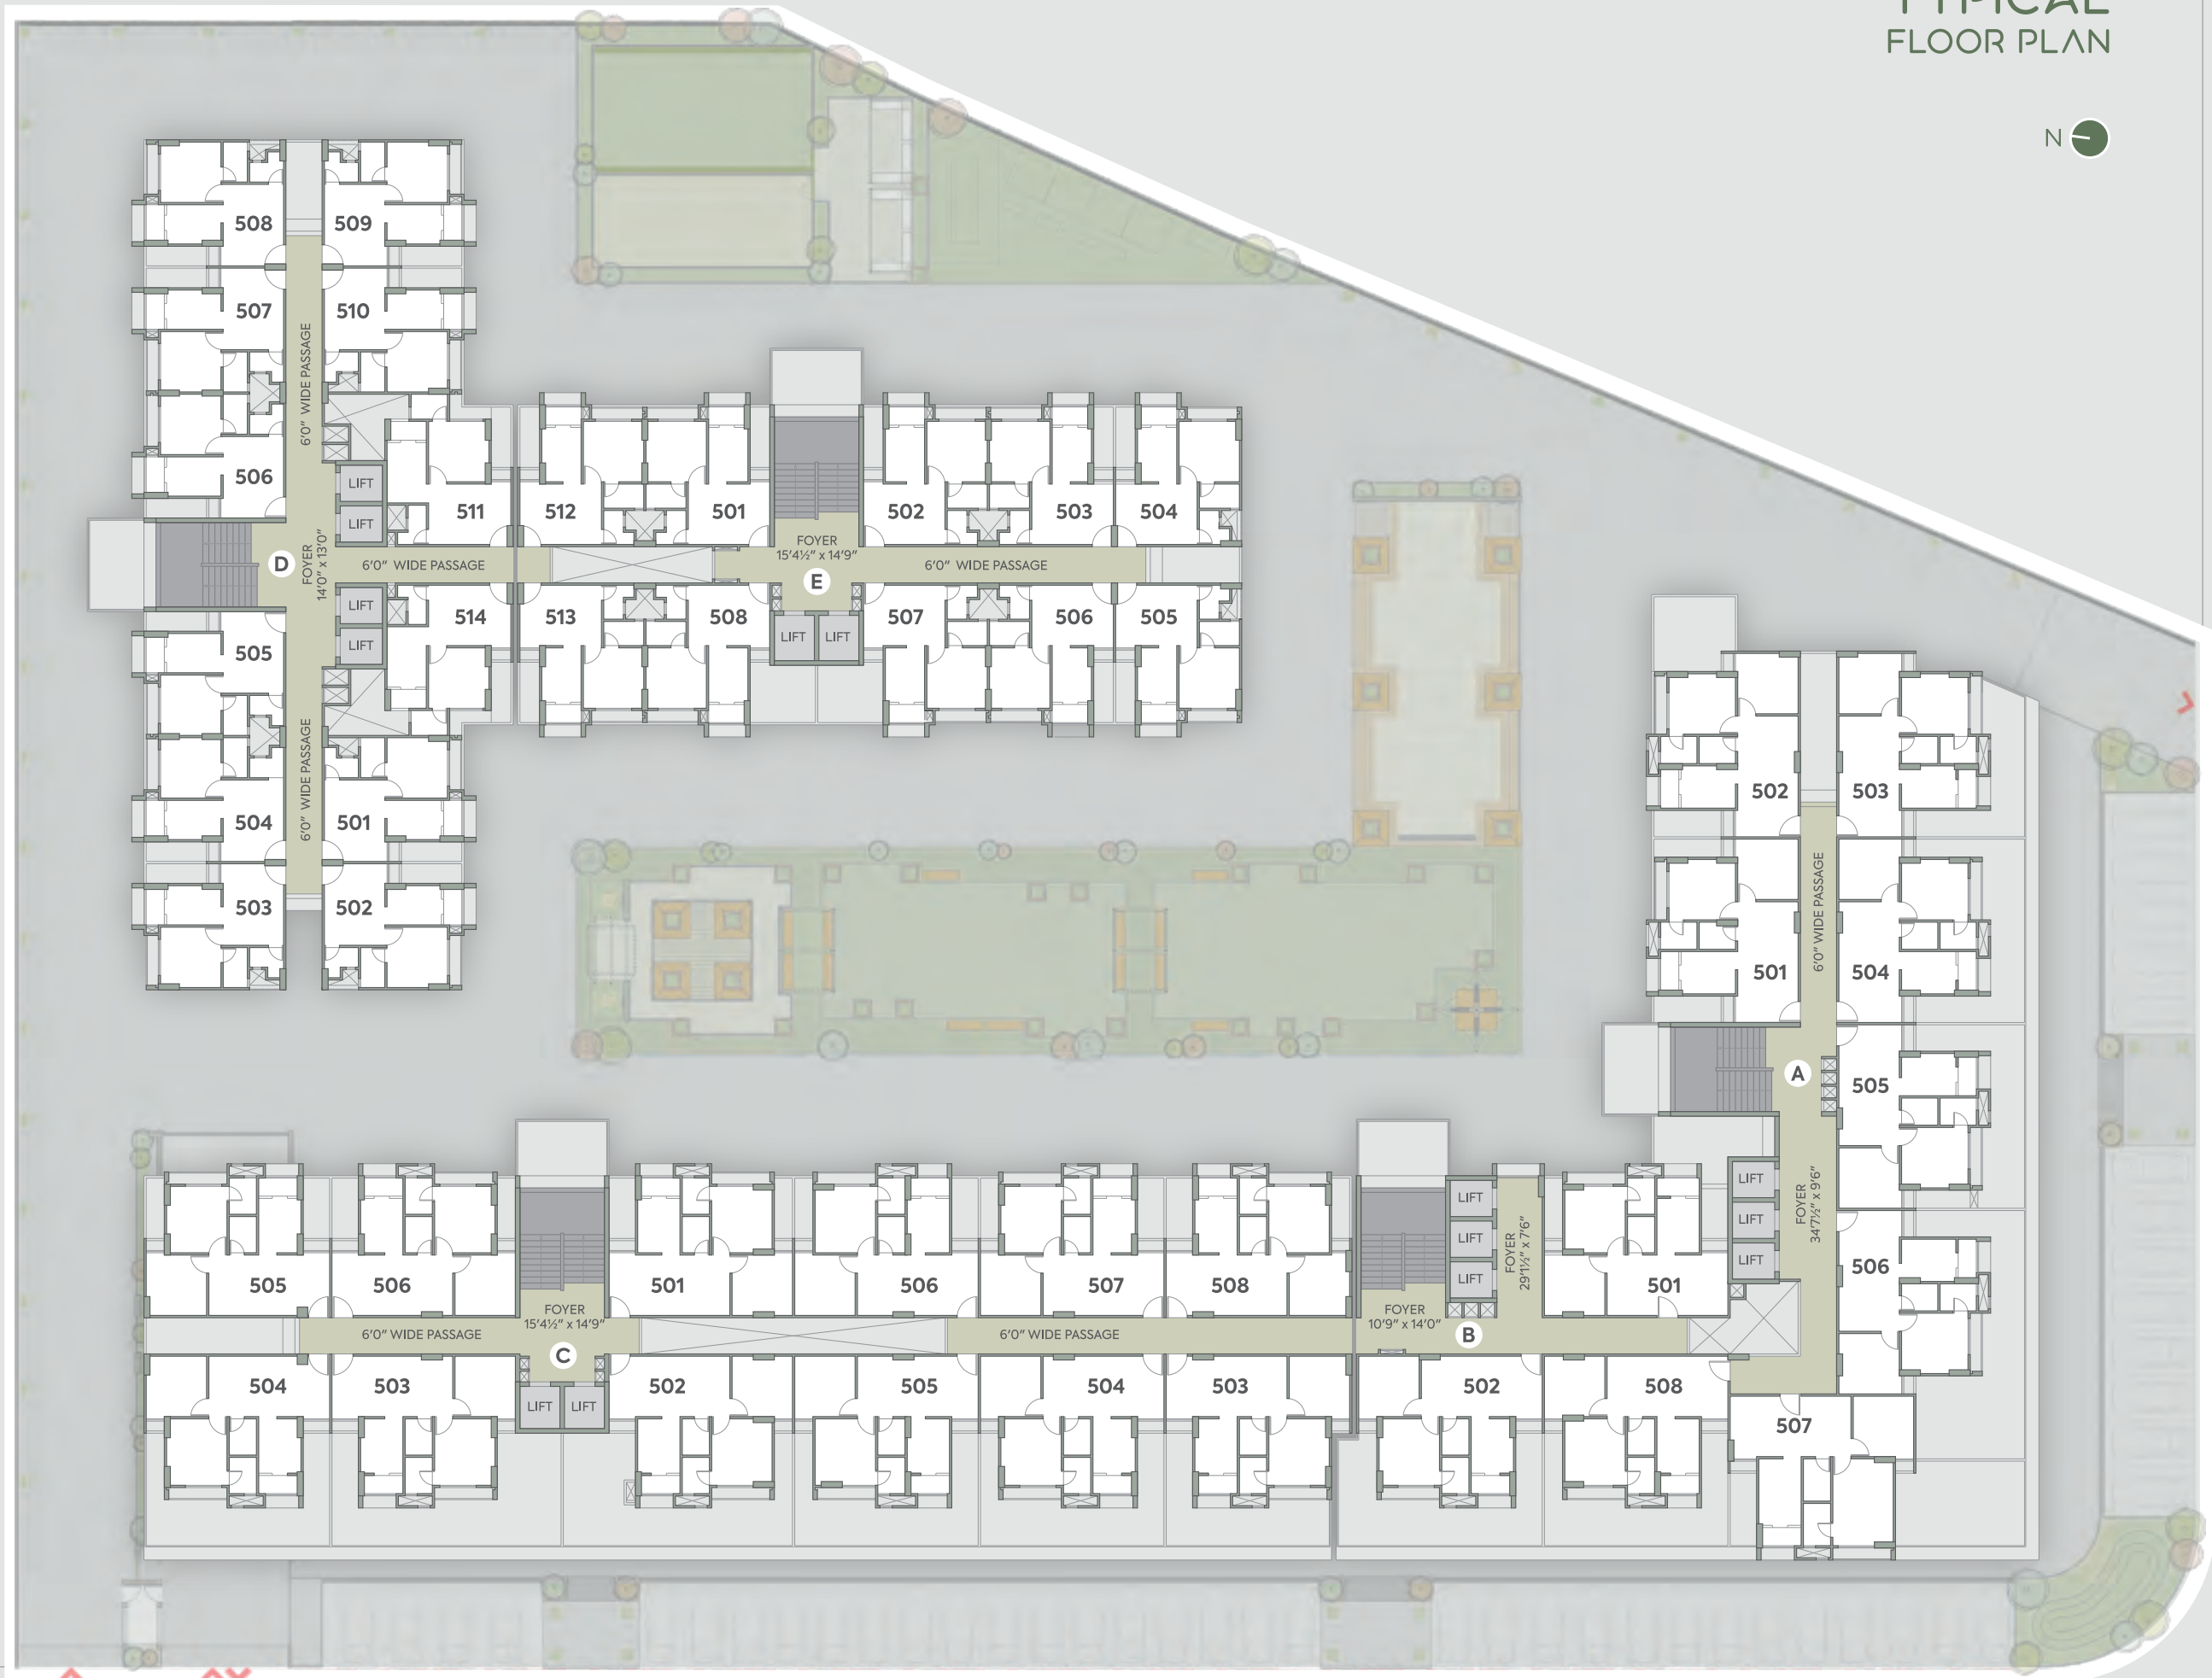 TYPICAL
FLOOR PLAN
N
508
509
507
510
6'0" WIDE PASSAGE
506
LIFT
LIFT
511
512
501
502
503
504
D
FOYER
14'0" x 13'0"
6'0" WIDE PASSAGE
FOYER
15'4½" x 14'9"
E
6'0" WIDE PASSAGE
LIFT
LIFT
514
513
508
LIFT
LIFT
507
506
505
505
6'0" WIDE PASSAGE
504
501
503
502
502
503
6'0" WIDE PASSAGE
501
504
A
505
LIFT
LIFT
LIFT
FOYER
34'7½" x 9'6"
506
505
506
501
506
507
508
LIFT
LIFT
LIFT
FOYER
29'1½" x 7'6"
501
6'0" WIDE PASSAGE
FOYER
15'4½" x 14'9"
C
6'0" WIDE PASSAGE
FOYER
10'9" x 14'0"
B
504
503
LIFT
LIFT
502
505
504
503
502
508
507